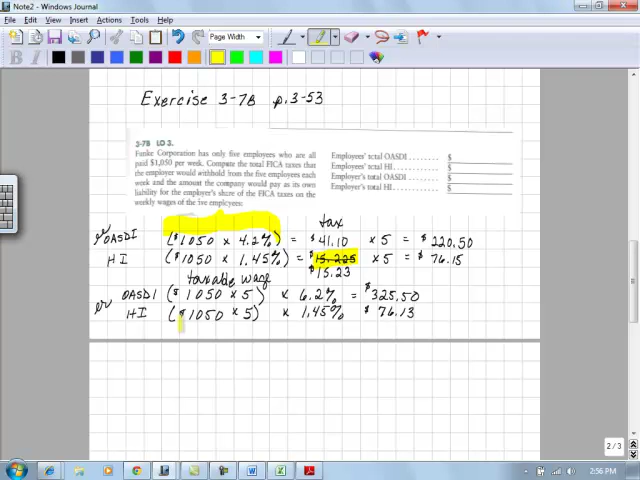 Note2 - Windows Journal
File Edit View Insert Actions Tools Help
Page Width
B I
Exercise 3-7B p.3-53
3-7B LO 3.
Fenke Corporation has only five employees who are all
paid $1,050 per week. Compute the total FICA taxes that
the employer would withhold from the five employees each
week and the amount the company would pay as its own
liability for the employer's share of the FICA taxes on the
weekly wages of the five employees:
Employees' total OASDI ....... $
Employees' total HI ........... $
Employer's total OASDI ....... $
Employer's total HI ........... $
tax
OASDI ($1050 x 4.2%) = $41.10 x 5 = $220.50
HI ($1050 x 1.45%) = $15.225 x 5 = $76.15
$15.23
taxable wage
er OASDI ($1050 x 5) x 6.2% = $325.50
HI ($1050 x 5) x 1.45% $76.13
2/3
2:56 PM